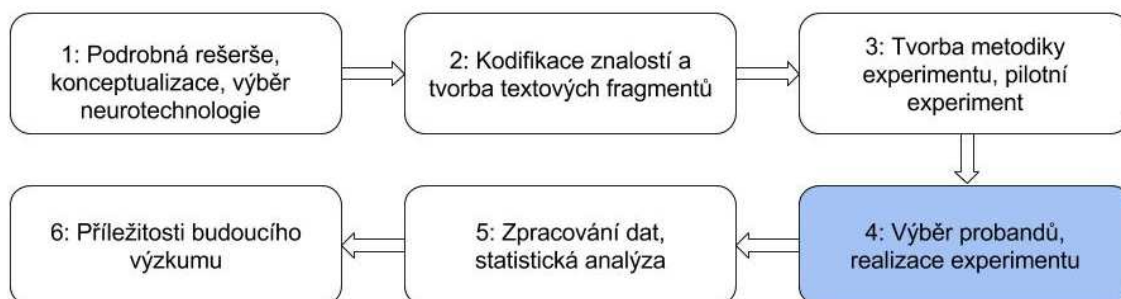 1: Podrobná rešerše,
konceptualizace, výběr
neurotechnologie
2: Kodifikace znalostí a
tvorba textových fragmentů
3: Tvorba metodiky
experimentu, pilotní
experiment
4: Výběr probandů,
realizace experimentu
5: Zpracování dat,
statistická analýza
6: Příležitosti budoucího
výzkumu